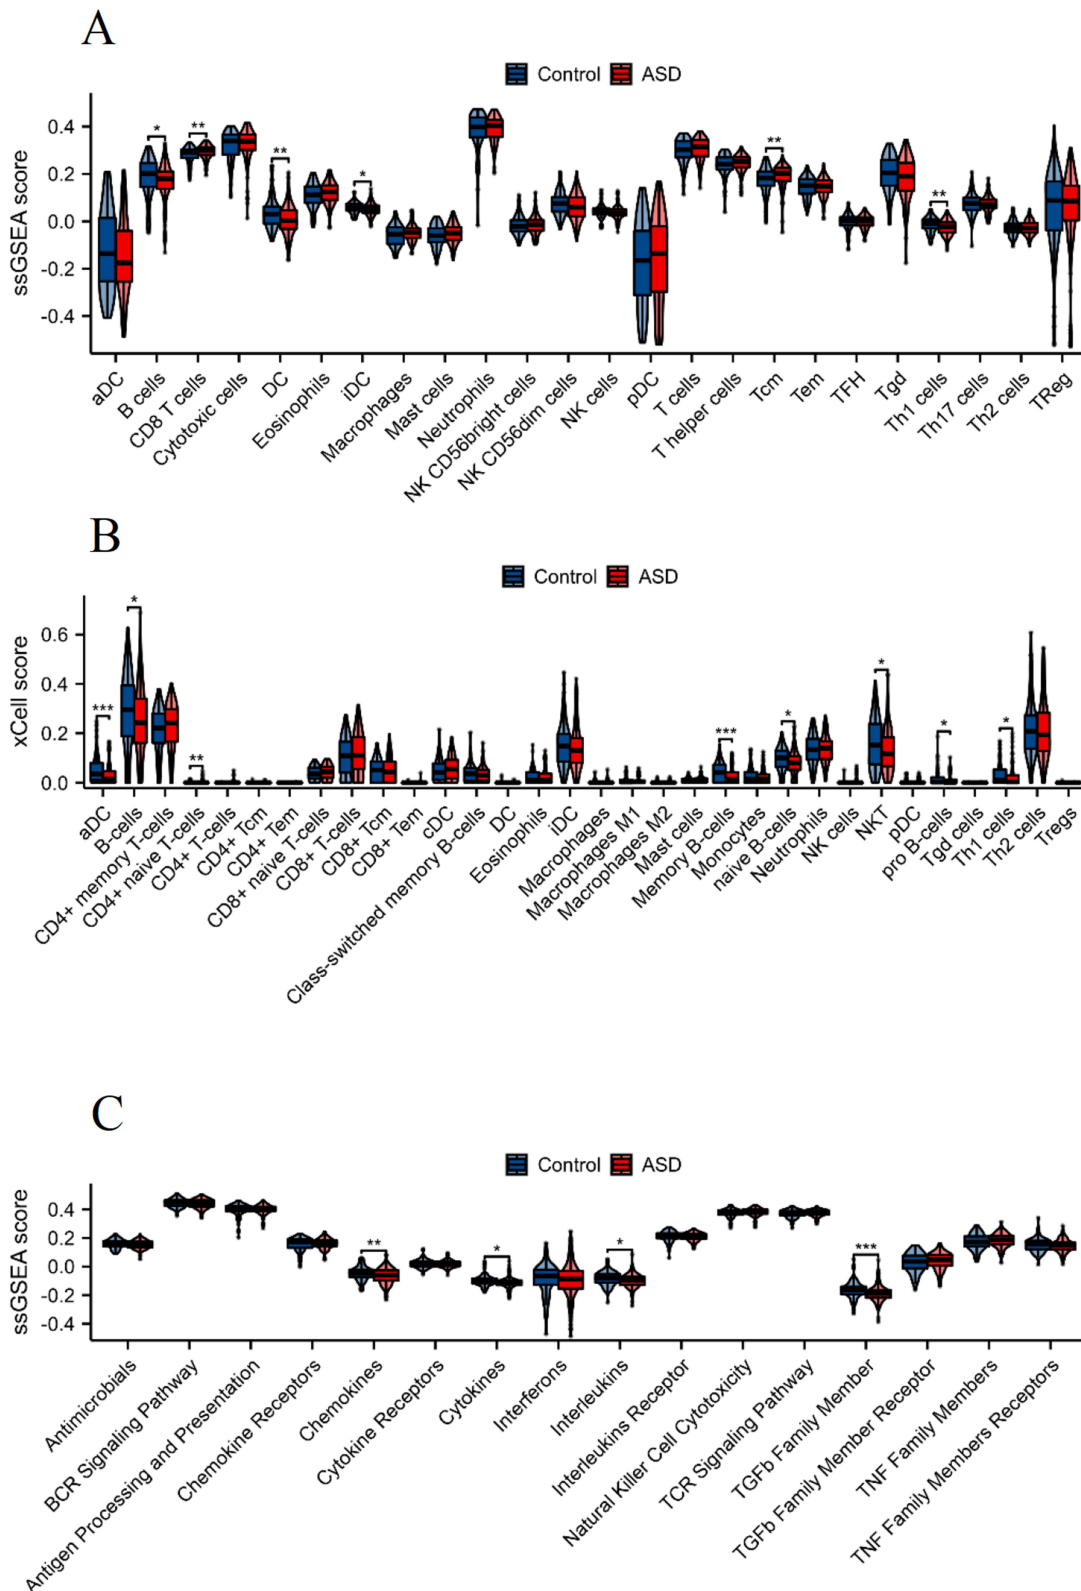 A
Control ASD
ssGSEA score
0.4
0.2
0.0
-0.2
-0.4
* ** ** * ** **
aDC
B cells
CD8 T cells
Cytotoxic cells
DC
Eosinophils
iDC
Macrophages
Mast cells
Neutrophils
NK CD56bright cells
NK CD56dim cells
NK cells
pDC
T cells
T helper cells
Tcm
Tem
TFH
Tgd
Th1 cells
Th17 cells
Th2 cells
TReg
B
Control ASD
xCell score
0.6
0.4
0.2
0.0
*** * ** *** * * * *
aDC
B-cells
CD4+ memory T-cells
CD4+ naive T-cells
CD4+ T-cells
CD4+ Tcm
CD4+ Tem
CD8+ naive T-cells
CD8+ T-cells
CD8+ Tcm
CD8+ Tem
cDC
Class-switched memory B-cells
DC
Eosinophils
iDC
Macrophages
Macrophages M1
Macrophages M2
Mast cells
Memory B-cells
Monocytes
naive B-cells
Neutrophils
NK cells
NKT
pDC
pro B-cells
Tgd cells
Th1 cells
Th2 cells
Tregs
C
Control ASD
ssGSEA score
0.4
0.2
0.0
-0.2
-0.4
** * * ***
Antimicrobials
BCR Signaling Pathway
Antigen Processing and Presentation
Chemokine Receptors
Chemokines
Cytokine Receptors
Cytokines
Interferons
Interleukins
Interleukins Receptor
Natural Killer Cell Cytotoxicity
TCR Signaling Pathway
TGFb Family Member
TGFb Family Member Receptor
TNF Family Members
TNF Family Members Receptors